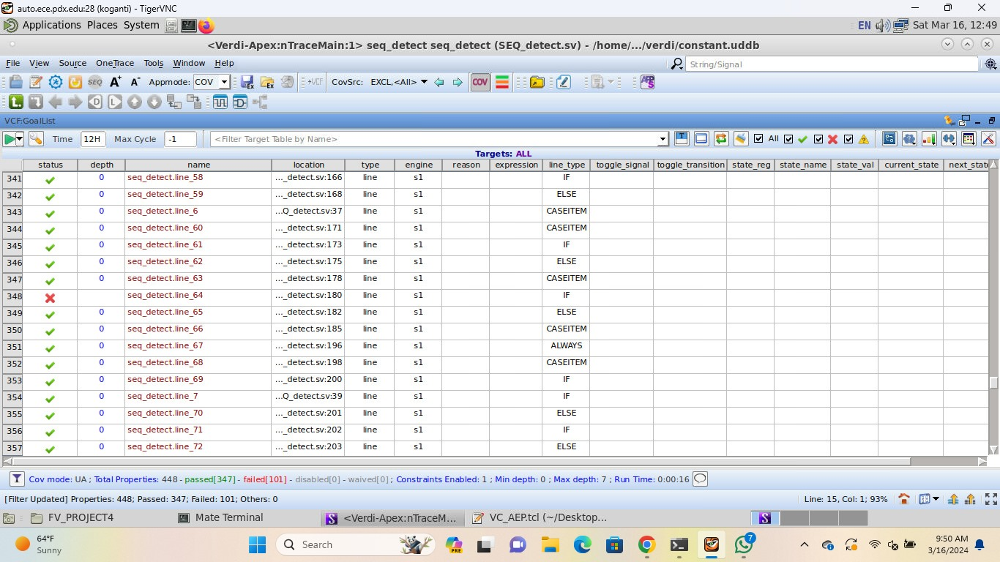 auto.ece.pdx.edu:28 (koganti) - TigerVNC
Applications Places System EN Sat Mar 16, 12:49
<Verdi-Apex:nTraceMain:1> seq_detect seq_detect (SEQ_detect.sv) - /home/.../verdi/constant.uddb
File View Source OneTrace Tools Window Help String/Signal
SEQ A+ A- Appmode: COV Ex Ex →VCF CovSrc: EXCL,<All> COV
L D L
VCF:GoalList
Time 12H Max Cycle -1 <Filter Target Table by Name> T All
Targets: ALL
status depth name location type engine reason expression line_type toggle_signal toggle_transition state_reg state_name state_val current_state next_state
341 0 seq_detect.line_58 ..._detect.sv:166 line s1 IF
342 0 seq_detect.line_59 ..._detect.sv:168 line s1 ELSE
343 0 seq_detect.line_6 ...Q_detect.sv:37 line s1 CASEITEM
344 0 seq_detect.line_60 ..._detect.sv:171 line s1 CASEITEM
345 0 seq_detect.line_61 ..._detect.sv:173 line s1 IF
346 0 seq_detect.line_62 ..._detect.sv:175 line s1 ELSE
347 0 seq_detect.line_63 ..._detect.sv:178 line s1 CASEITEM
348 seq_detect.line_64 ..._detect.sv:180 line s1 IF
349 0 seq_detect.line_65 ..._detect.sv:182 line s1 ELSE
350 0 seq_detect.line_66 ..._detect.sv:185 line s1 CASEITEM
351 0 seq_detect.line_67 ..._detect.sv:196 line s1 ALWAYS
352 0 seq_detect.line_68 ..._detect.sv:198 line s1 CASEITEM
353 0 seq_detect.line_69 ..._detect.sv:200 line s1 IF
354 0 seq_detect.line_7 ...Q_detect.sv:39 line s1 IF
355 0 seq_detect.line_70 ..._detect.sv:201 line s1 ELSE
356 0 seq_detect.line_71 ..._detect.sv:202 line s1 IF
357 0 seq_detect.line_72 ..._detect.sv:203 line s1 ELSE
Cov mode: UA ; Total Properties: 448 - passed[347] - failed[101] - disabled[0] - waived[0] ; Constraints Enabled: 1 ; Min depth: 0 ; Max depth: 7 ; Run Time: 0:00:16
[Filter Updated] Properties: 448; Passed: 347; Failed: 101; Others: 0 Line: 15, Col: 1; 93%
FV_PROJECT4 Mate Terminal <Verdi-Apex:nTraceM... VC_AEP.tcl (~/Desktop...
64°F
Sunny
Search PRE 7
9:50 AM
3/16/2024